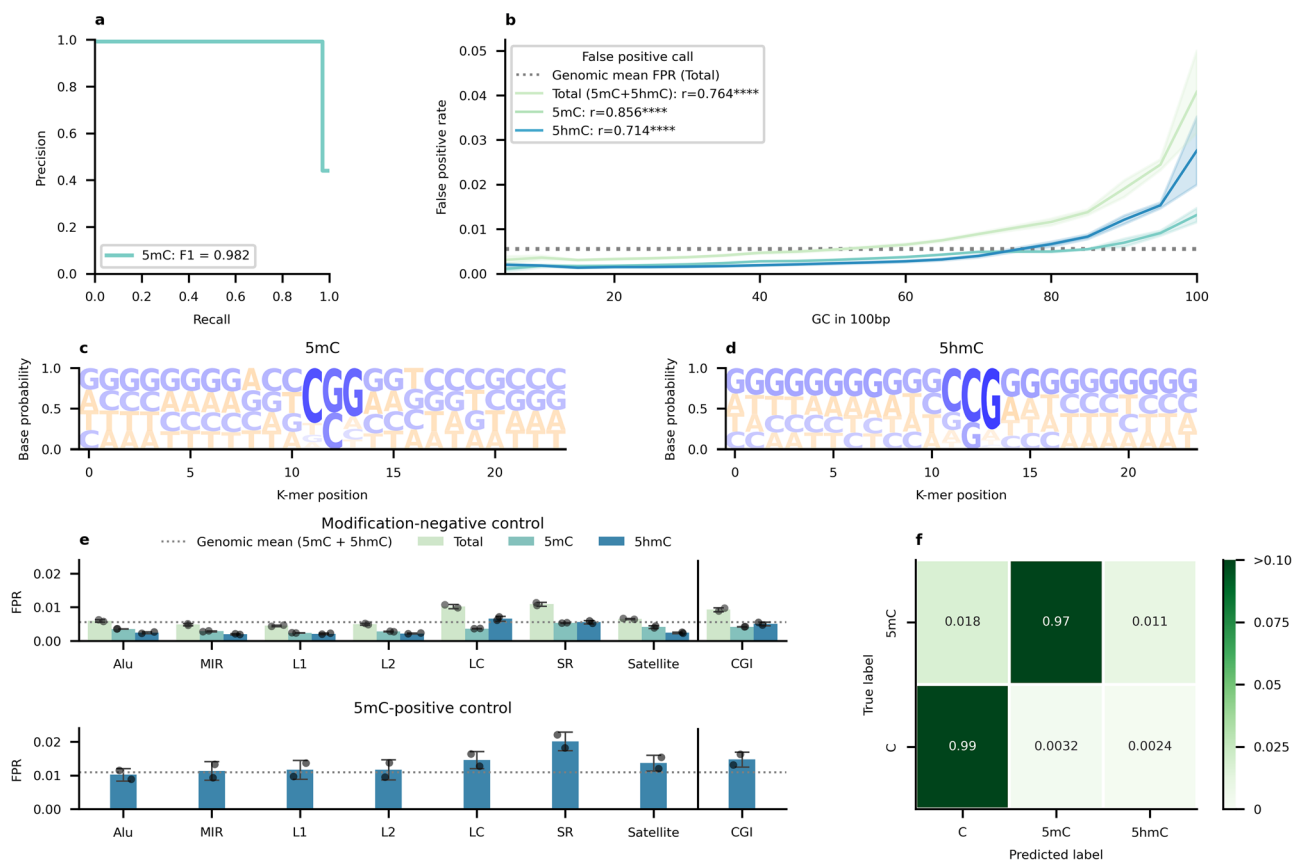 a
1.0
0.8
0.6
0.4
0.2
0.0
Precision
5mC: F1 = 0.982
0.0 0.2 0.4 0.6 0.8 1.0
Recall
b
0.05
0.04
0.03
0.02
0.01
0.00
False positive rate
False positive call
Genomic mean FPR (Total)
Total (5mC+5hmC): r=0.764****
5mC: r=0.856****
5hmC: r=0.714****
20 40 60 80 100
GC in 100bp
c
5mC
1.0
0.5
0.0
Base probability
0 5 10 15 20
K-mer position
d
5hmC
1.0
0.5
0.0
Base probability
0 5 10 15 20
K-mer position
e
Modification-negative control
Genomic mean (5mC + 5hmC) Total 5mC 5hmC
0.02
0.01
0.00
FPR
Alu MIR L1 L2 LC SR Satellite CGI
5mC-positive control
0.02
0.01
0.00
FPR
Alu MIR L1 L2 LC SR Satellite CGI
f
5mC
C
True label
0.018 0.97 0.011
0.99 0.0032 0.0024
C 5mC 5hmC
Predicted label
>0.10
0.075
0.05
0.025
0